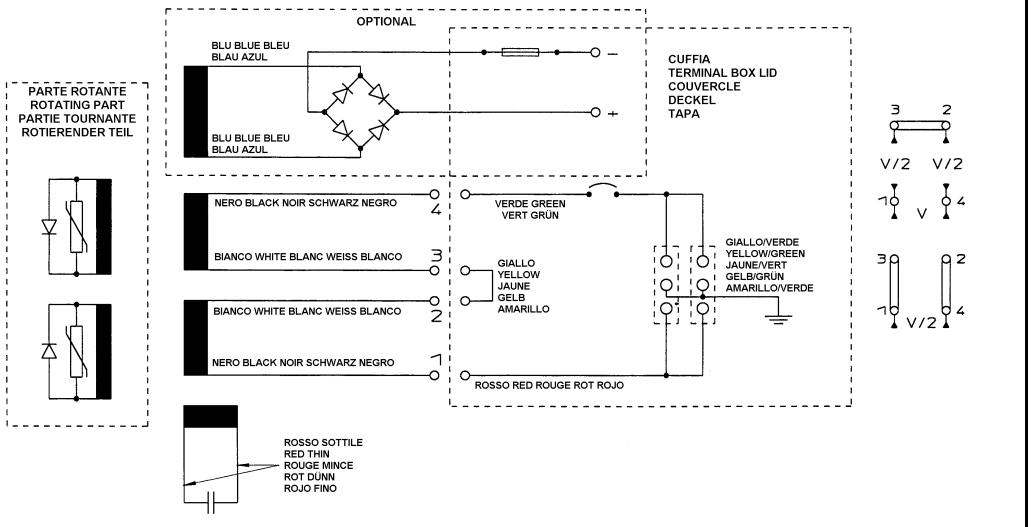 OPTIONAL
BLU BLUE BLEU
BLAU AZUL
BLU BLUE BLEU
BLAU AZUL
−
+
CUFFIA
TERMINAL BOX LID
COUVERCLE
DECKEL
TAPA
PARTE ROTANTE
ROTATING PART
PARTIE TOURNANTE
ROTIERENDER TEIL
NERO BLACK NOIR SCHWARZ NEGRO
4
VERDE GREEN
VERT GRÜN
BIANCO WHITE BLANC WEISS BLANCO
3
GIALLO
YELLOW
JAUNE
GELB
AMARILLO
BIANCO WHITE BLANC WEISS BLANCO
2
NERO BLACK NOIR SCHWARZ NEGRO
1
ROSSO RED ROUGE ROT ROJO
GIALLO/VERDE
YELLOW/GREEN
JAUNE/VERT
GELB/GRÜN
AMARILLO/VERDE
3 2
V/2 V/2
1 4
V
3 2
1 4
V/2
ROSSO SOTTILE
RED THIN
ROUGE MINCE
ROT DÜNN
ROJO FINO